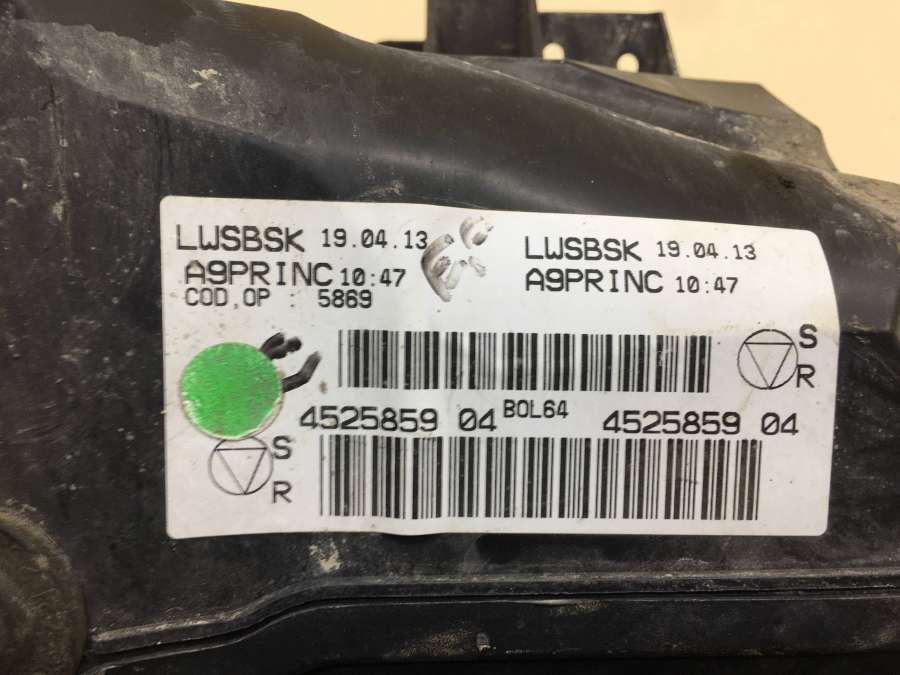 LWSBSK 19.04.13
A9PRINC 10:47
COD,OP : 5869
LWSBSK 19.04.13
A9PRINC 10:47
S
R
4525859 04 BOL64 4525859 04
S
R